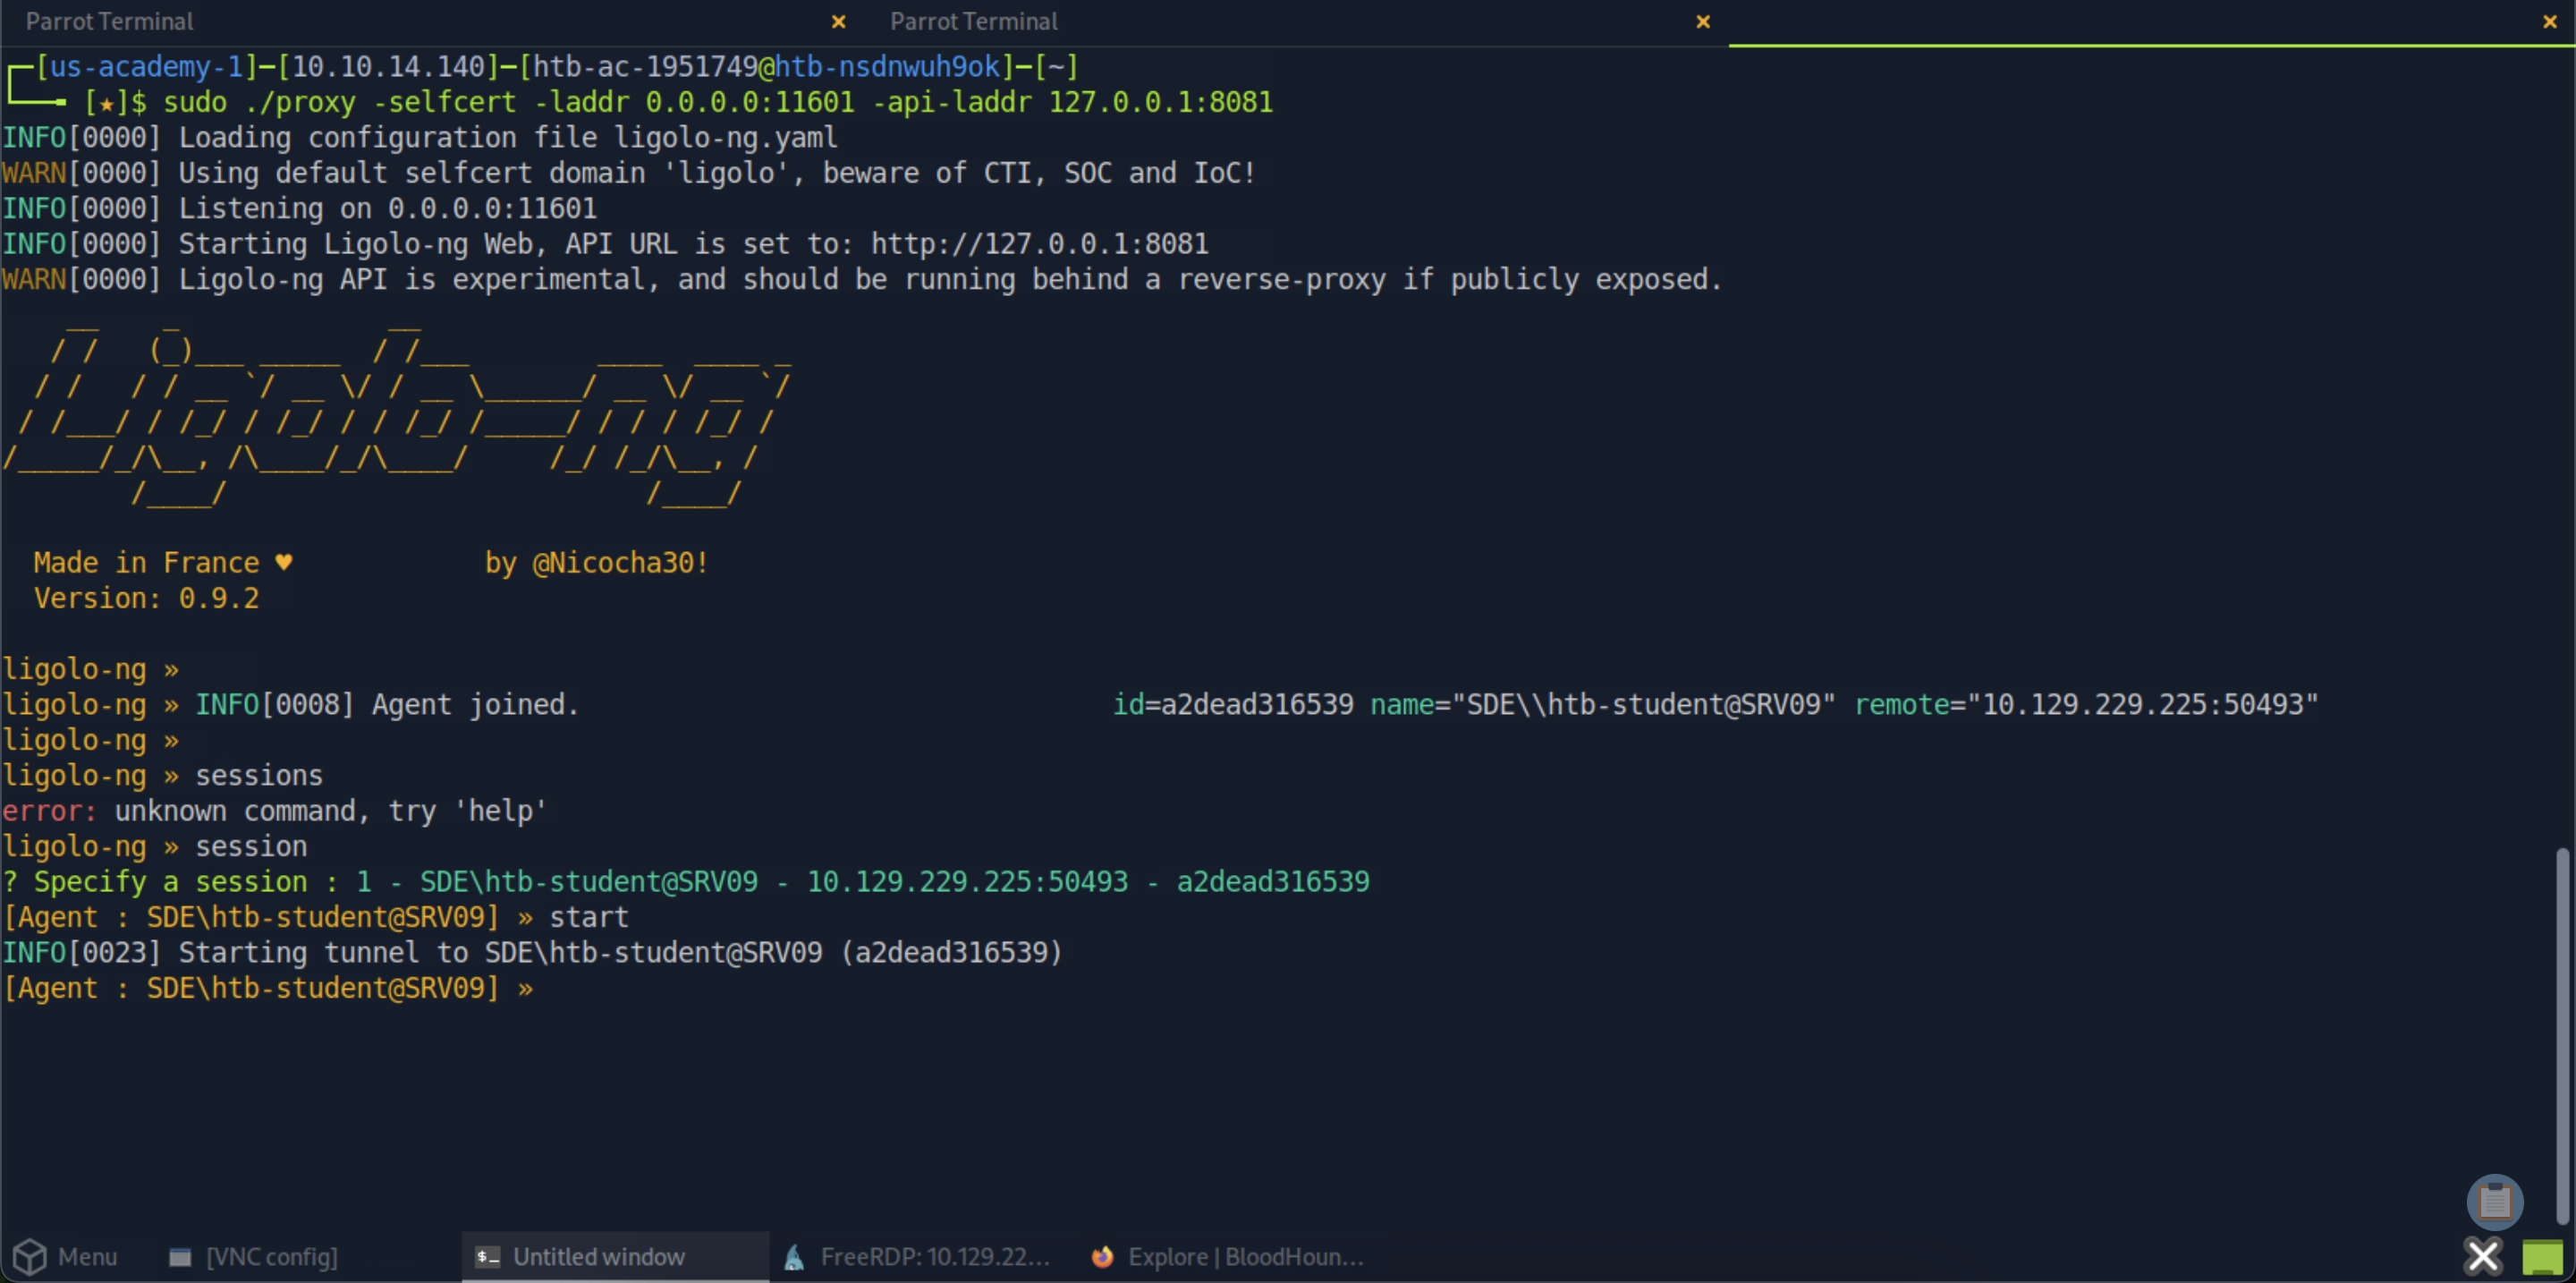 Parrot Terminal × Parrot Terminal × ×
┌─[us-academy-1]─[10.10.14.140]─[htb-ac-1951749@htb-nsdnwuh9ok]─[~]
└──╼ [★]$ sudo ./proxy -selfcert -laddr 0.0.0.0:11601 -api-laddr 127.0.0.1:8081
INFO[0000] Loading configuration file ligolo-ng.yaml
WARN[0000] Using default selfcert domain 'ligolo', beware of CTI, SOC and IoC!
INFO[0000] Listening on 0.0.0.0:11601
INFO[0000] Starting Ligolo-ng Web, API URL is set to: http://127.0.0.1:8081
WARN[0000] Ligolo-ng API is experimental, and should be running behind a reverse-proxy if publicly exposed.
Ligolo-ng
Made in France ♥ by @Nicocha30!
Version: 0.9.2
ligolo-ng »
ligolo-ng » INFO[0008] Agent joined. id=a2dead316539 name="SDE\\htb-student@SRV09" remote="10.129.229.225:50493"
ligolo-ng »
ligolo-ng » sessions
error: unknown command, try 'help'
ligolo-ng » session
? Specify a session : 1 - SDE\htb-student@SRV09 - 10.129.229.225:50493 - a2dead316539
[Agent : SDE\htb-student@SRV09] » start
INFO[0023] Starting tunnel to SDE\htb-student@SRV09 (a2dead316539)
[Agent : SDE\htb-student@SRV09] »
Menu [VNC config] Untitled window FreeRDP: 10.129.22... Explore | BloodHoun...